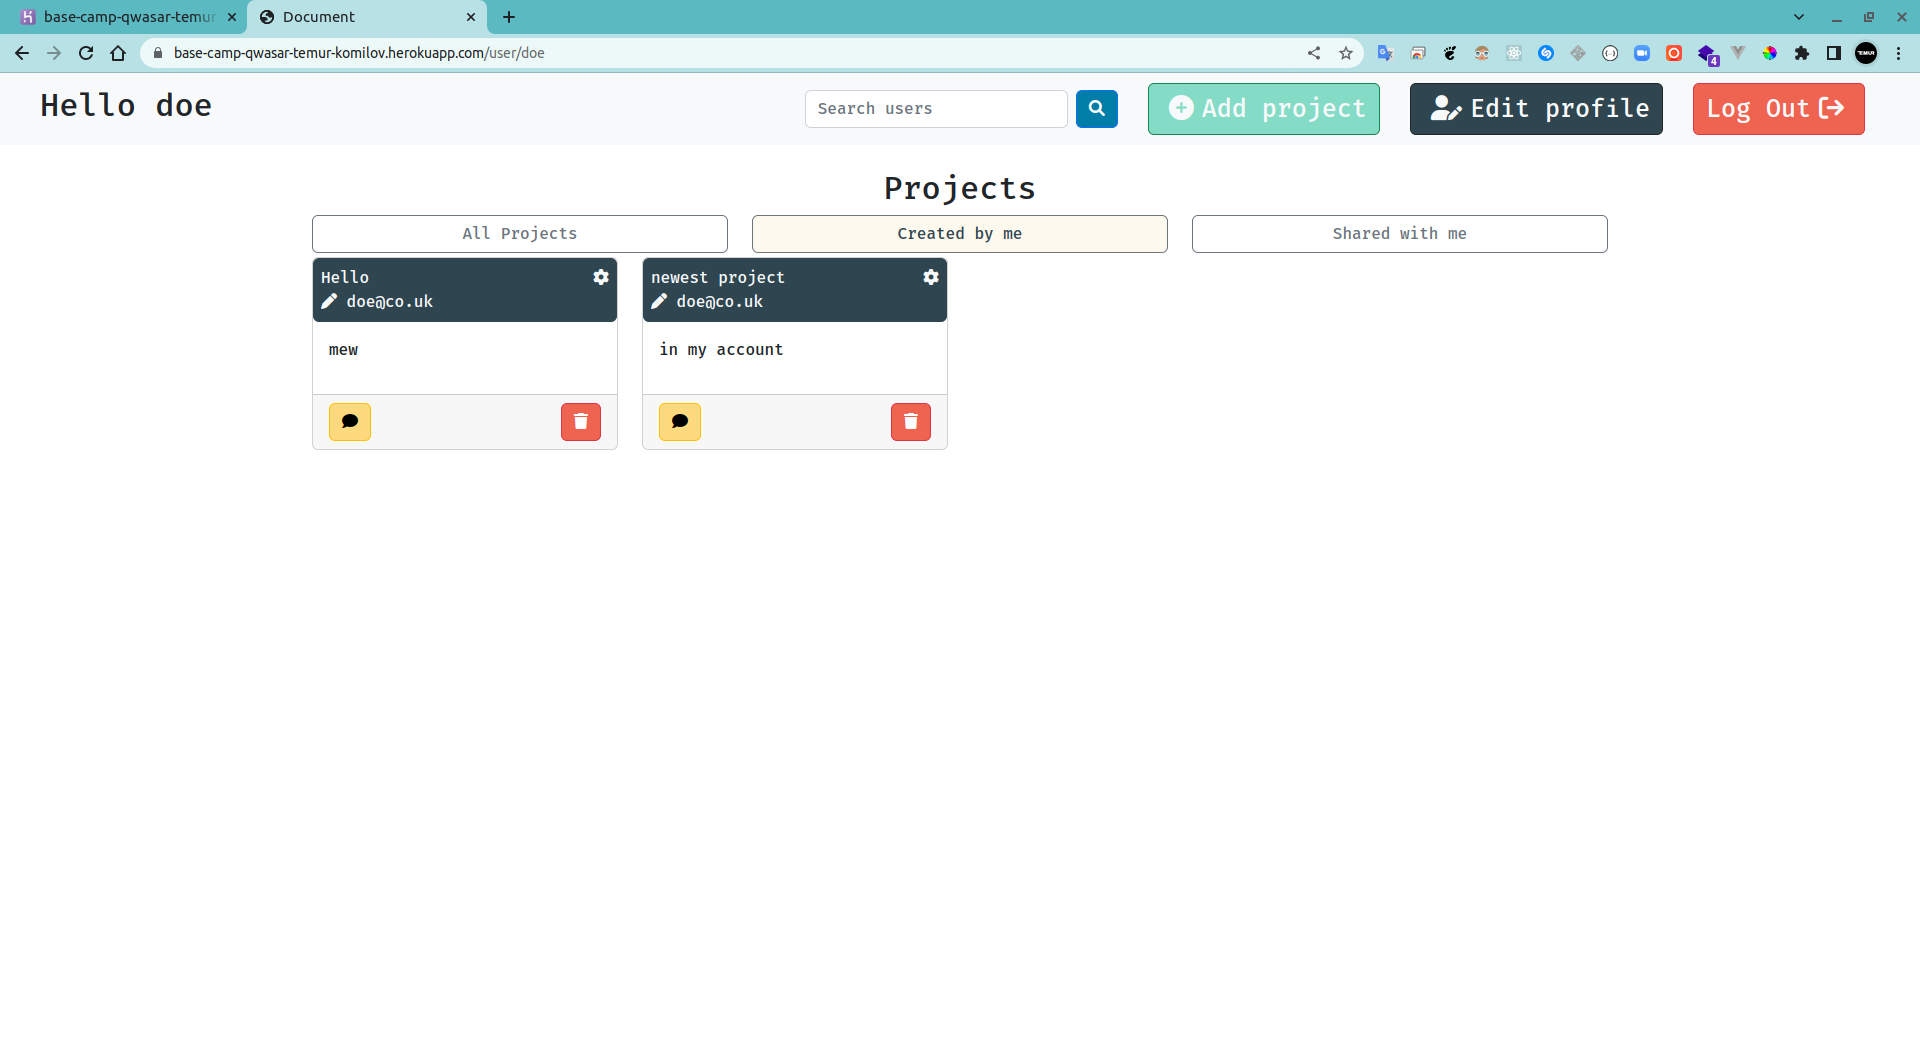 base-camp-qwasar-temur
Document
base-camp-qwasar-temur-komilov.herokuapp.com/user/doe
4
TEMUR
Hello doe
Search users
Add project
Edit profile
Log Out
Projects
All Projects
Created by me
Shared with me
Hello
doe@co.uk
mew
newest project
doe@co.uk
in my account